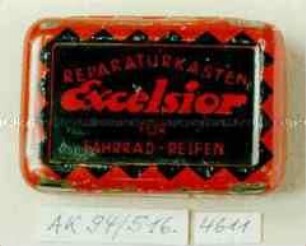 REPARATURKASTEN
Excelsior
FÜR
FAHRRAD-REIFEN
AK 94/516. 4611